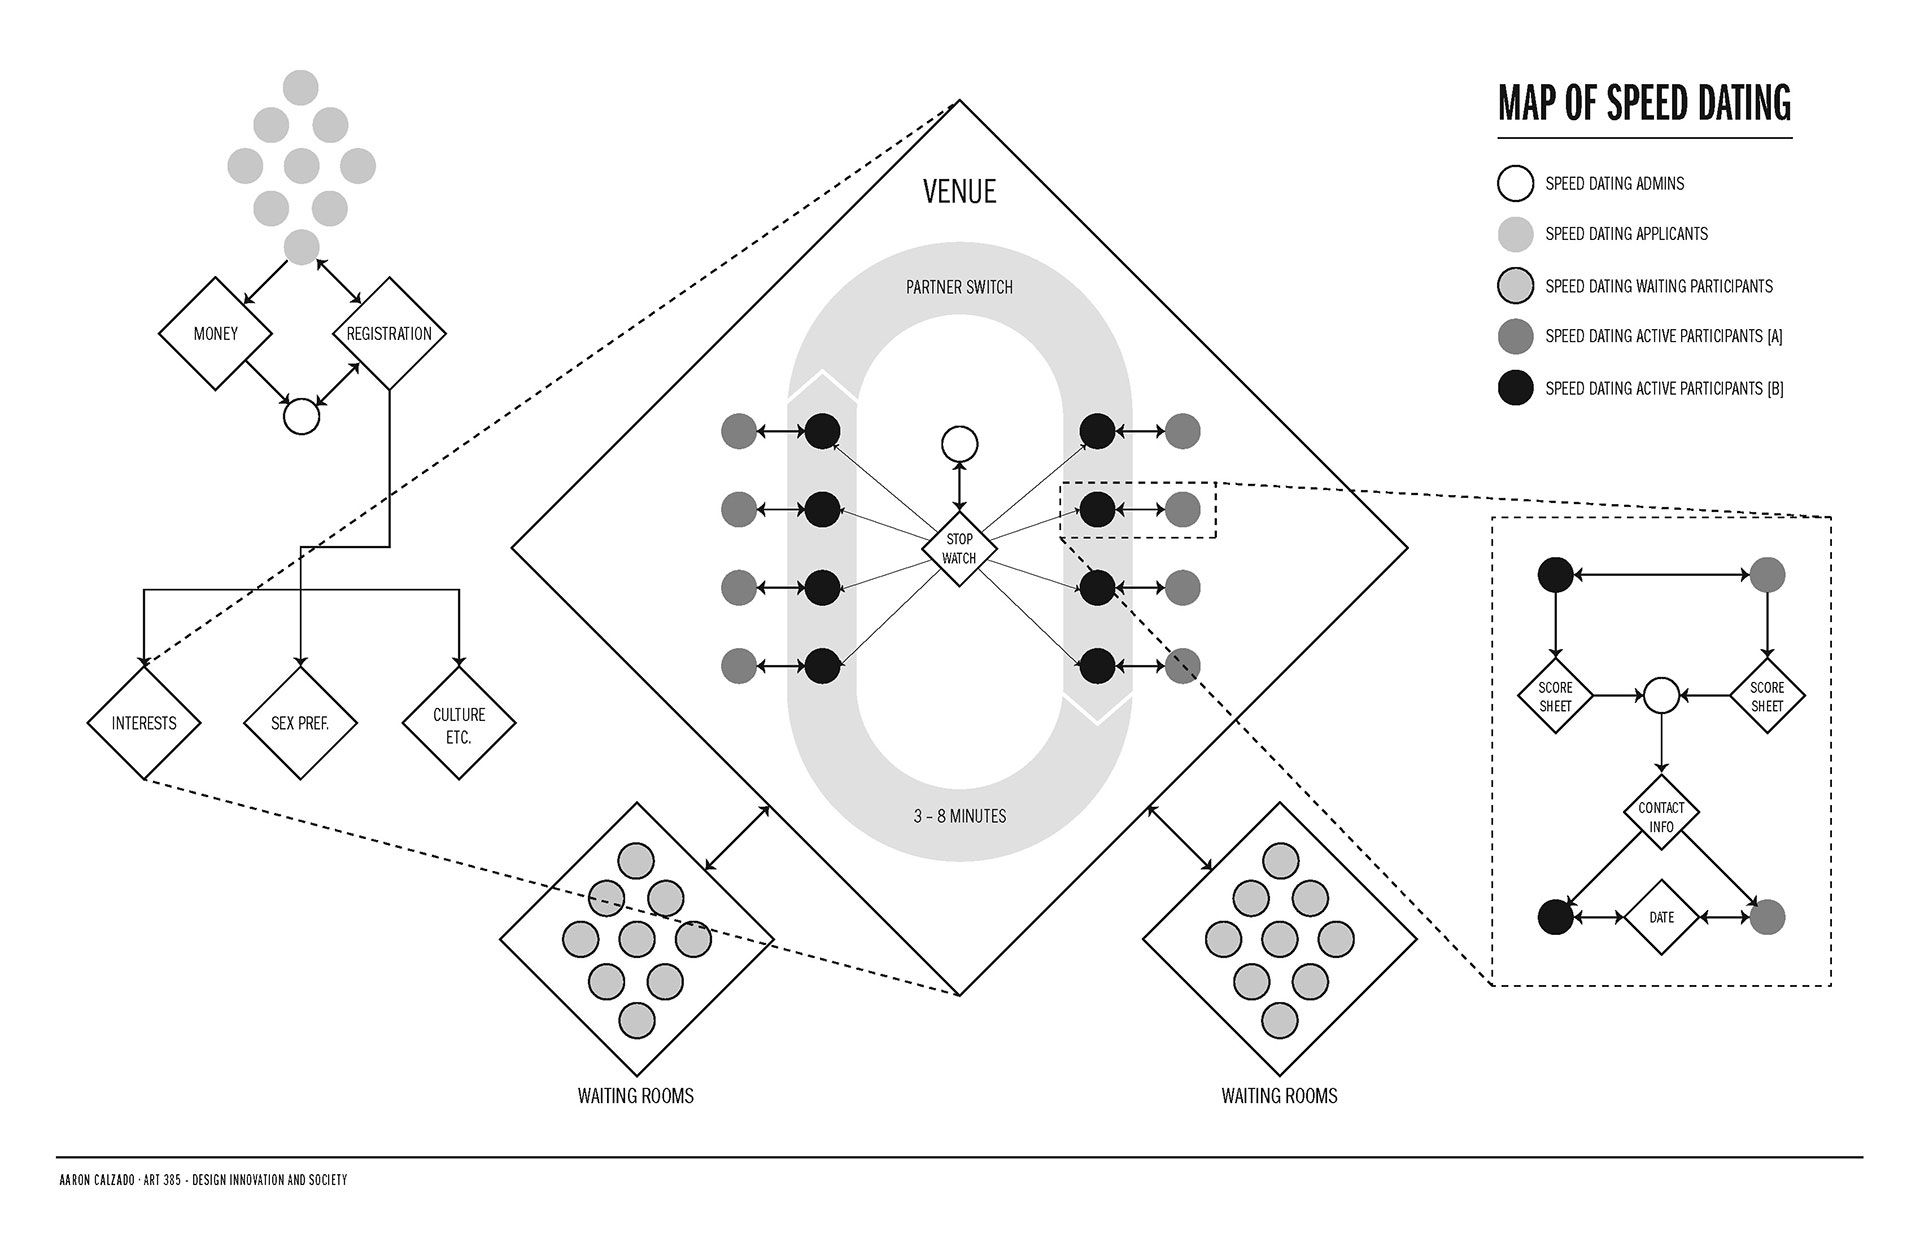 MAP OF SPEED DATING
SPEED DATING ADMINS
SPEED DATING APPLICANTS
SPEED DATING WAITING PARTICIPANTS
SPEED DATING ACTIVE PARTICIPANTS [A]
SPEED DATING ACTIVE PARTICIPANTS [B]
MONEY
REGISTRATION
INTERESTS
SEX PREF.
CULTURE
ETC.
VENUE
PARTNER SWITCH
STOP
WATCH
3 – 8 MINUTES
WAITING ROOMS
WAITING ROOMS
SCORE
SHEET
SCORE
SHEET
CONTACT
INFO
DATE
AARON CALZADO · ART 385 - DESIGN INNOVATION AND SOCIETY